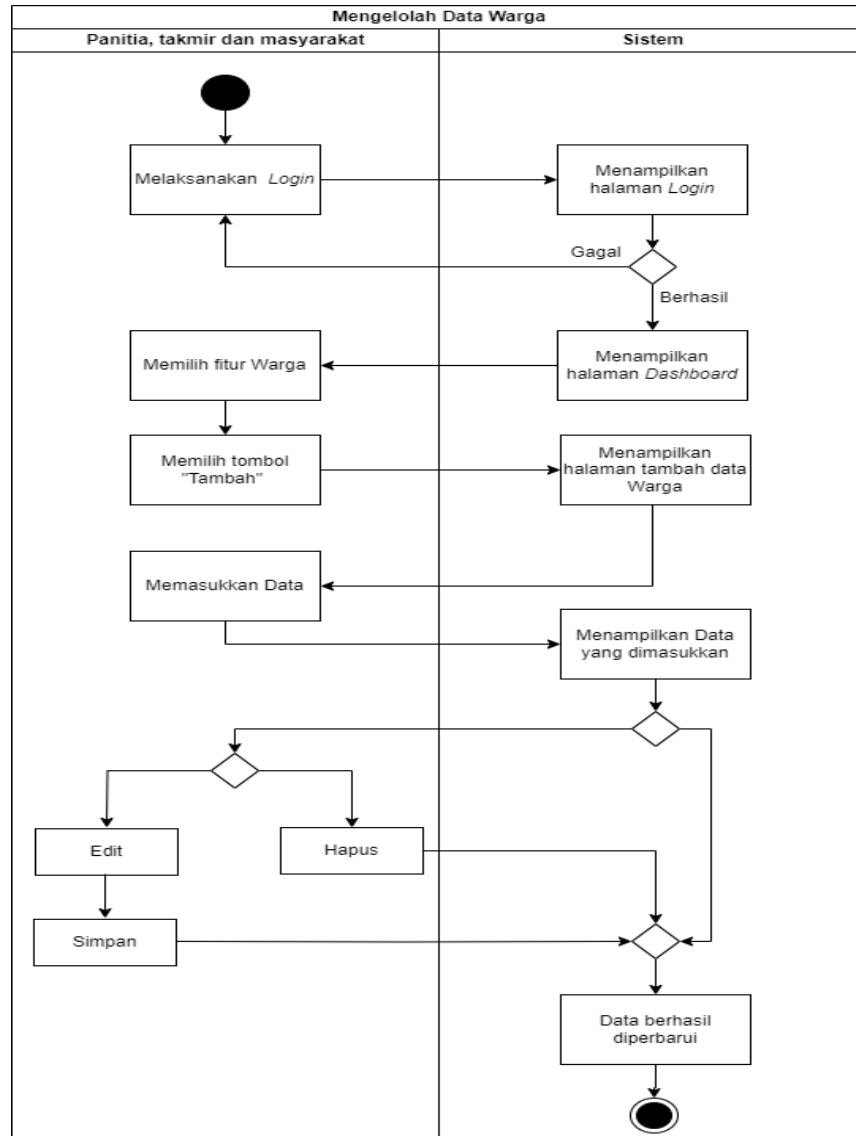 Mengelolah Data Warga
Panitia, takmir dan masyarakat
Sistem
Melaksanakan Login
Menampilkan
halaman Login
Gagal
Berhasil
Memilih fitur Warga
Menampilkan
halaman Dashboard
Memilih tombol
"Tambah"
Menampilkan
halaman tambah data
Warga
Memasukkan Data
Menampilkan Data
yang dimasukkan
Edit
Hapus
Simpan
Data berhasil
diperbarui